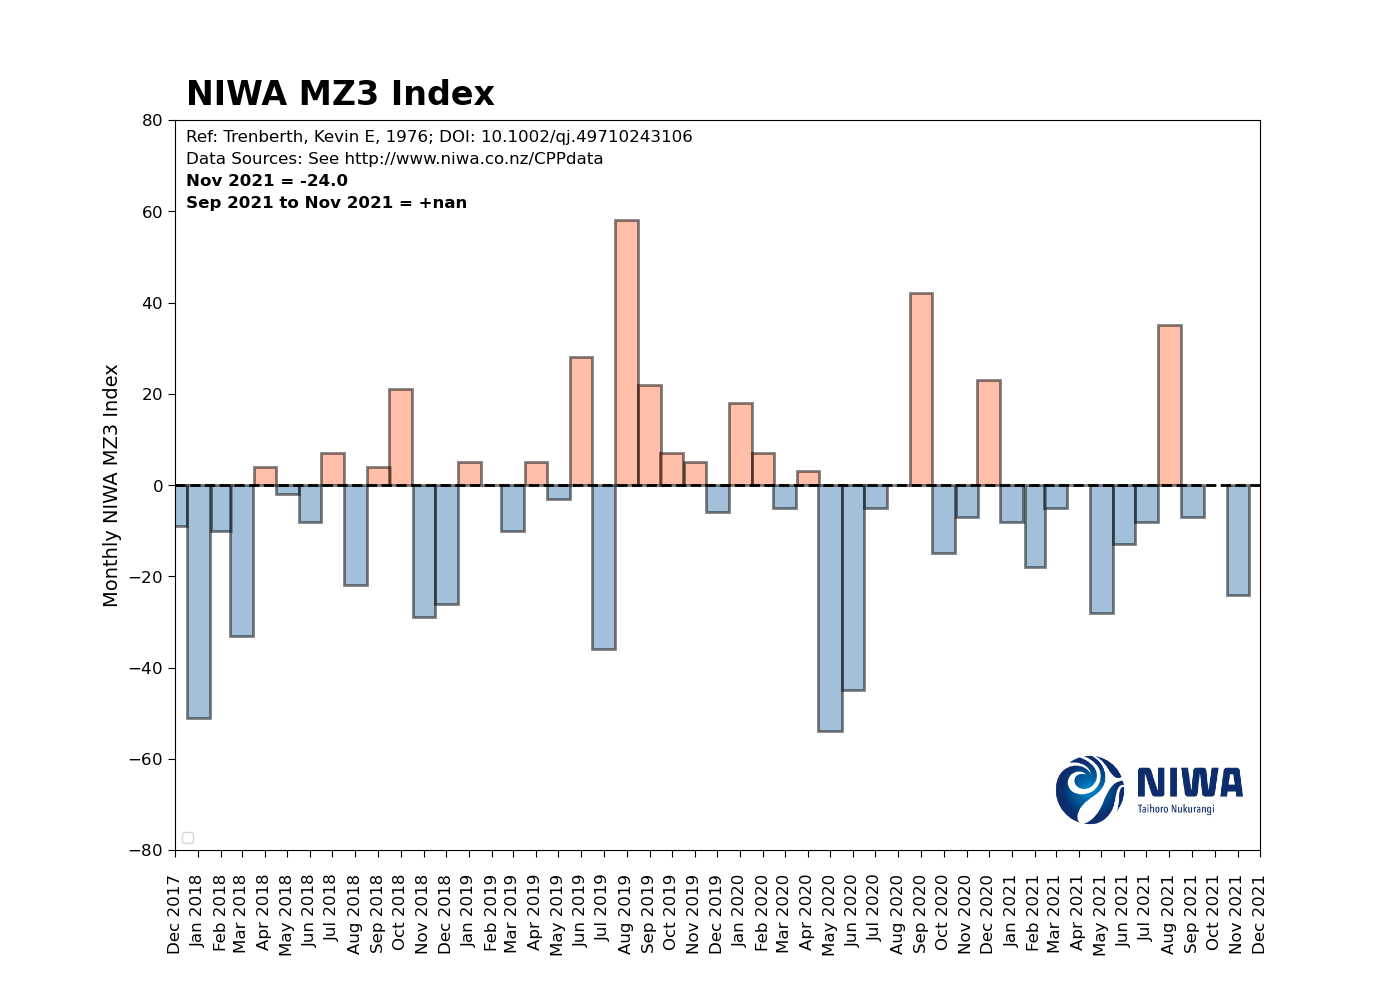 NIWA MZ3 Index
Ref: Trenberth, Kevin E, 1976; DOI: 10.1002/qj.49710243106
Data Sources: See http://www.niwa.co.nz/CPPdata
Nov 2021 = -24.0
Sep 2021 to Nov 2021 = +nan
Monthly NIWA MZ3 Index
80
60
40
20
0
−20
−40
−60
−80
NIWA
Taihoro Nukurangi
Dec 2017
Jan 2018
Feb 2018
Mar 2018
Apr 2018
May 2018
Jun 2018
Jul 2018
Aug 2018
Sep 2018
Oct 2018
Nov 2018
Dec 2018
Jan 2019
Feb 2019
Mar 2019
Apr 2019
May 2019
Jun 2019
Jul 2019
Aug 2019
Sep 2019
Oct 2019
Nov 2019
Dec 2019
Jan 2020
Feb 2020
Mar 2020
Apr 2020
May 2020
Jun 2020
Jul 2020
Aug 2020
Sep 2020
Oct 2020
Nov 2020
Dec 2020
Jan 2021
Feb 2021
Mar 2021
Apr 2021
May 2021
Jun 2021
Jul 2021
Aug 2021
Sep 2021
Oct 2021
Nov 2021
Dec 2021